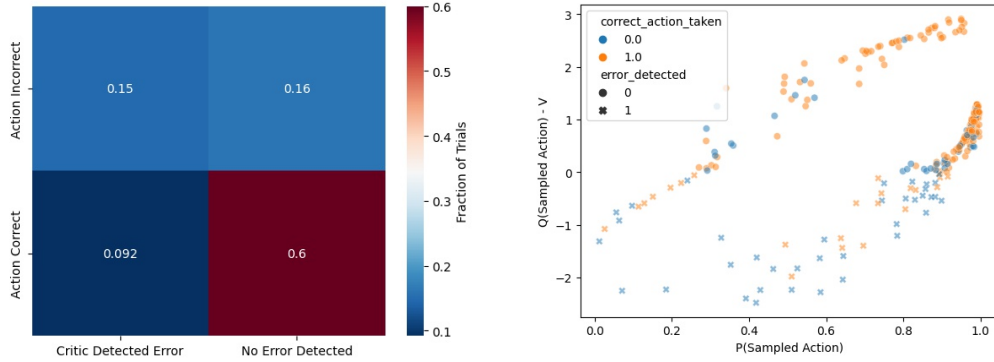 Action Incorrect
Action Correct
0.15
0.16
0.092
0.6
Critic Detected Error
No Error Detected
0.6
0.5
0.4
0.3
0.2
0.1
Fraction of Trials
Q(Sampled Action) - V
3
2
1
0
−1
−2
correct_action_taken
0.0
1.0
error_detected
0
1
0.0
0.2
0.4
0.6
0.8
1.0
P(Sampled Action)